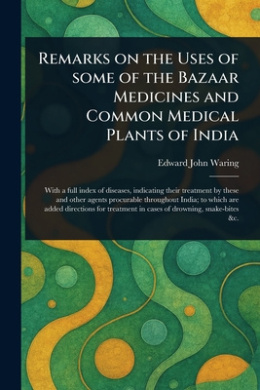 Remarks on the Uses of
some of the Bazaar
Medicines and
Common Medical
Plants of India
Edward John Waring
With a full index of diseases, indicating their treatment by these
and other agents procurable throughout India; to which are
added directions for treatment in cases of drowning, snake-bites
&c.